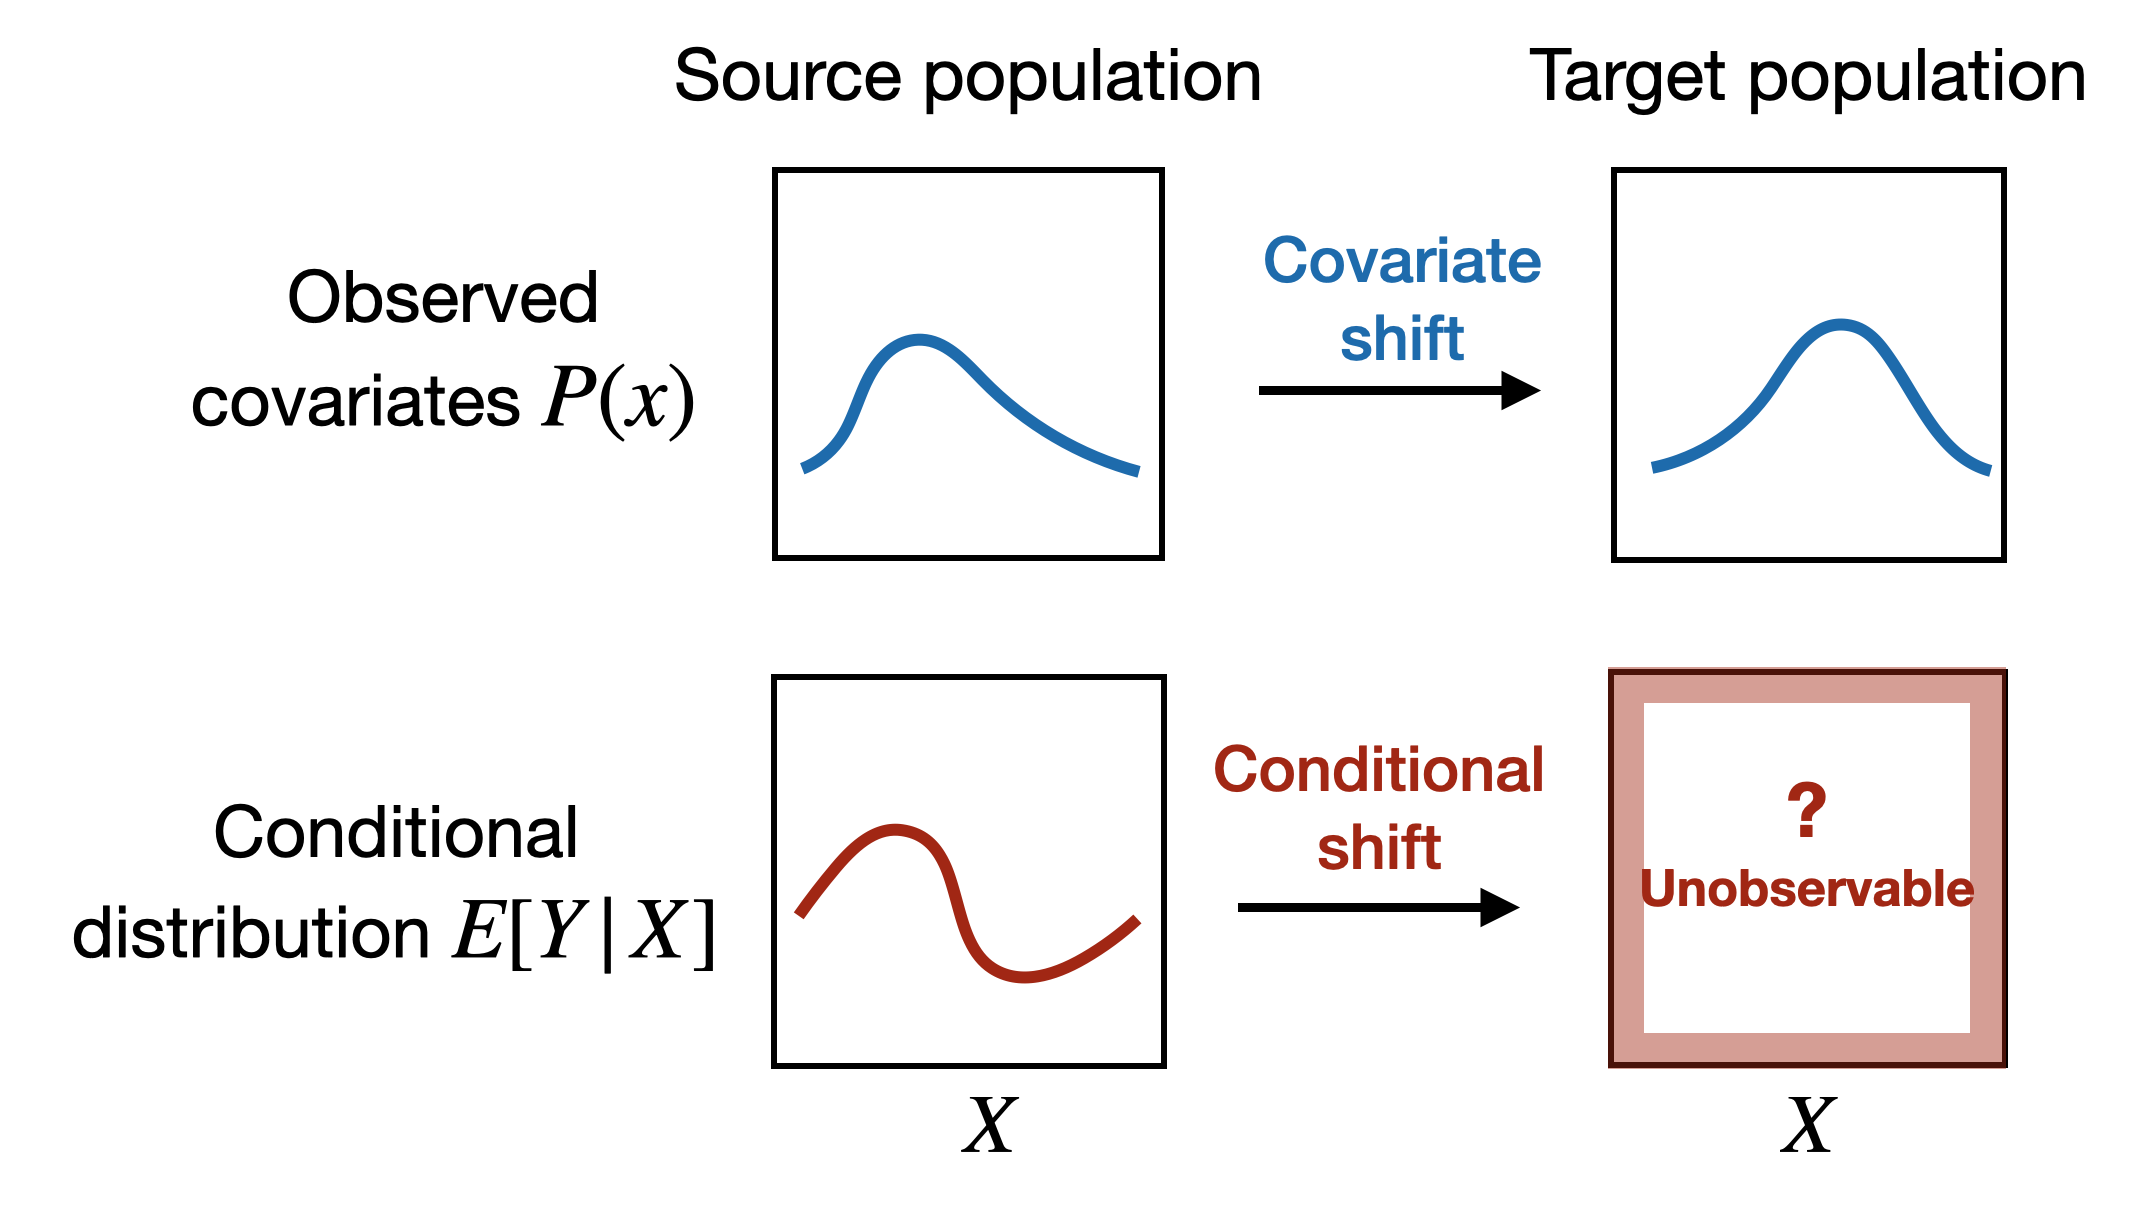 Source population
Target population
Observed
covariates P(x)
Covariate
shift
Conditional
distribution E[Y|X]
Conditional
shift
?
Unobservable
X
X